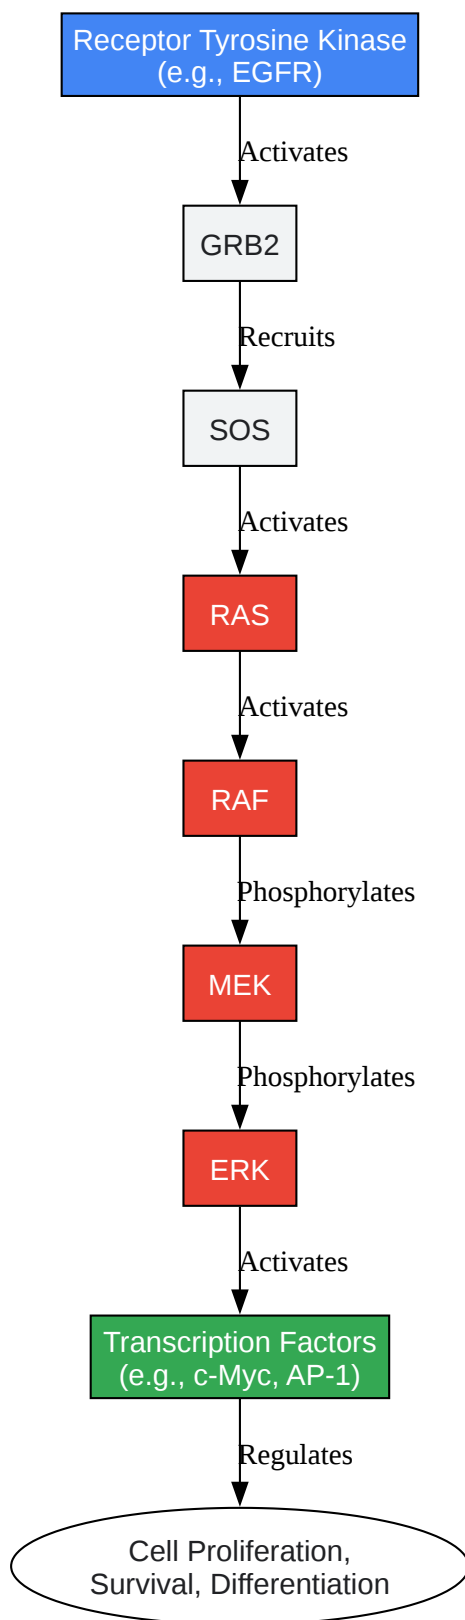 Receptor Tyrosine Kinase
(e.g., EGFR)
Activates
GRB2
Recruits
SOS
Activates
RAS
Activates
RAF
Phosphorylates
MEK
Phosphorylates
ERK
Activates
Transcription Factors
(e.g., c-Myc, AP-1)
Regulates
Cell Proliferation,
Survival, Differentiation